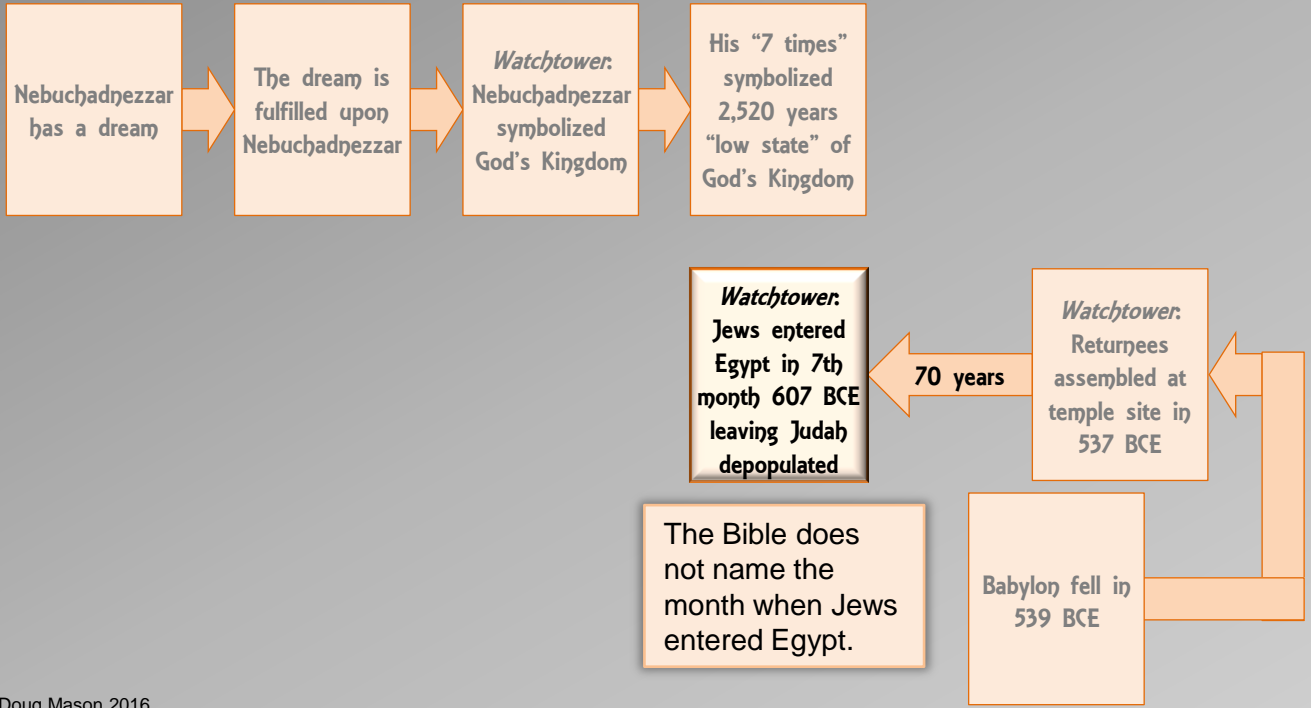 Nebuchadnezzar
has a dream
The dream is
fulfilled upon
Nebuchadnezzar
Watchtower:
Nebuchadnezzar
symbolized
God's Kingdom
His “7 times”
symbolized
2,520 years
“low state” of
God's Kingdom
Watchtower:
Jews entered
Egypt in 7th
month 607 BCE
leaving Judah
depopulated
70 years
Watchtower:
Returnees
assembled at
temple site in
537 BCE
The Bible does
not name the
month when Jews
entered Egypt.
Babylon fell in
539 BCE
Doug Mason 2016